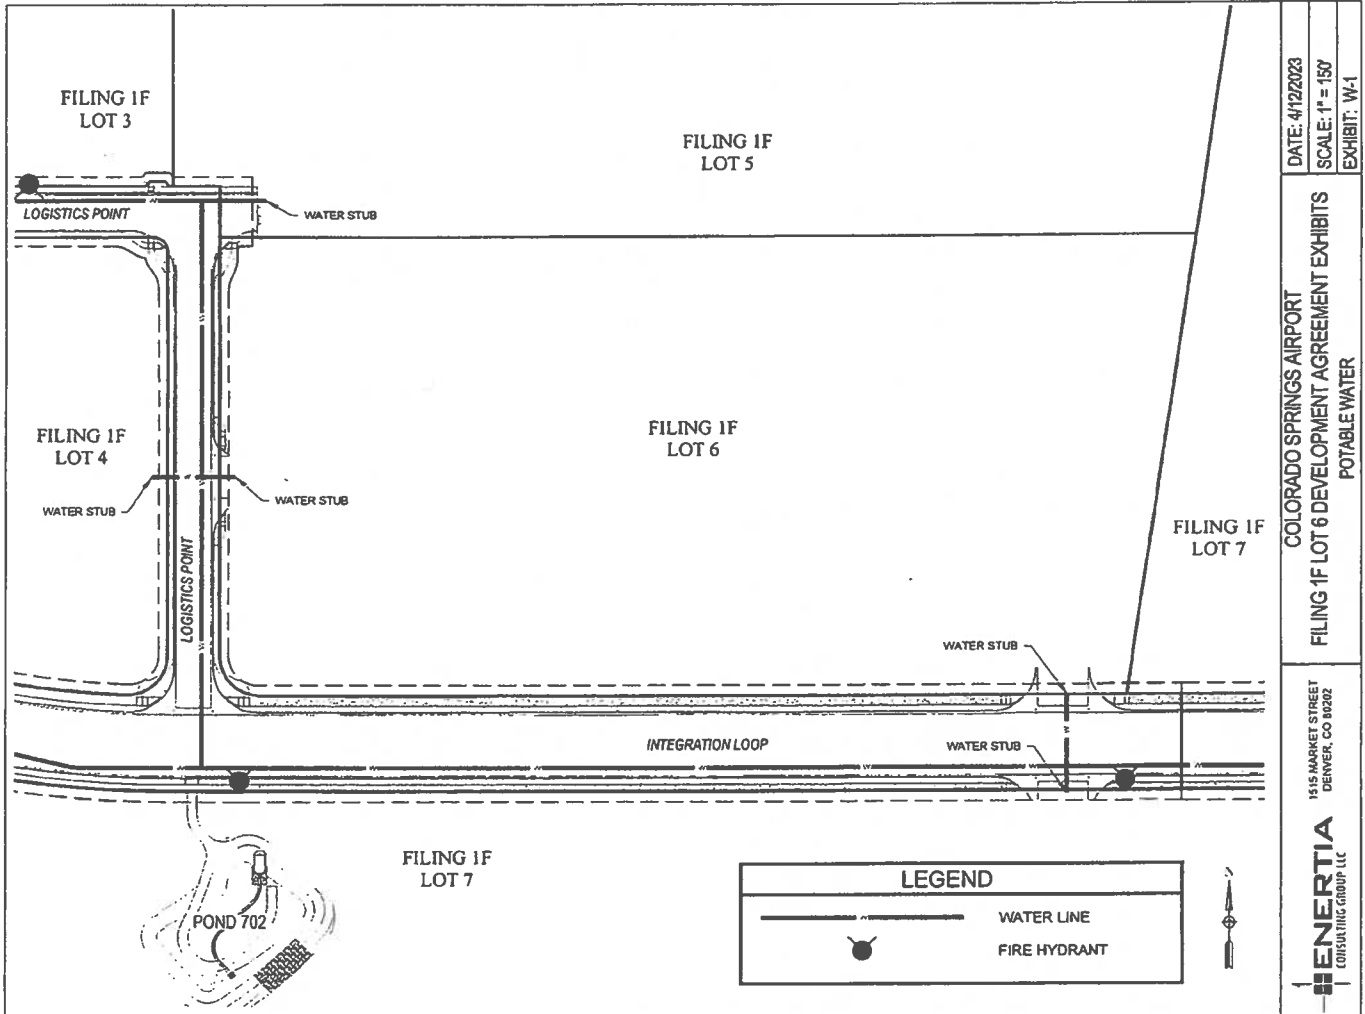 FILING 1F
LOT 3
FILING 1F
LOT 5
LOGISTICS POINT
WATER STUB
FILING 1F
LOT 4
FILING 1F
LOT 6
WATER STUB
WATER STUB
LOGISTICS POINT
FILING 1F
LOT 7
WATER STUB
INTEGRATION LOOP
WATER STUB
FILING 1F
LOT 7
POND 702
LEGEND
WATER LINE
FIRE HYDRANT
DATE: 4/12/2023
SCALE: 1" = 150'
EXHIBIT: W-1
COLORADO SPRINGS AIRPORT
FILING 1F LOT 6 DEVELOPMENT AGREEMENT EXHIBITS
POTABLE WATER
1515 MARKET STREET
DENVER, CO 80202
ENERTIA
CONSULTING GROUP LLC